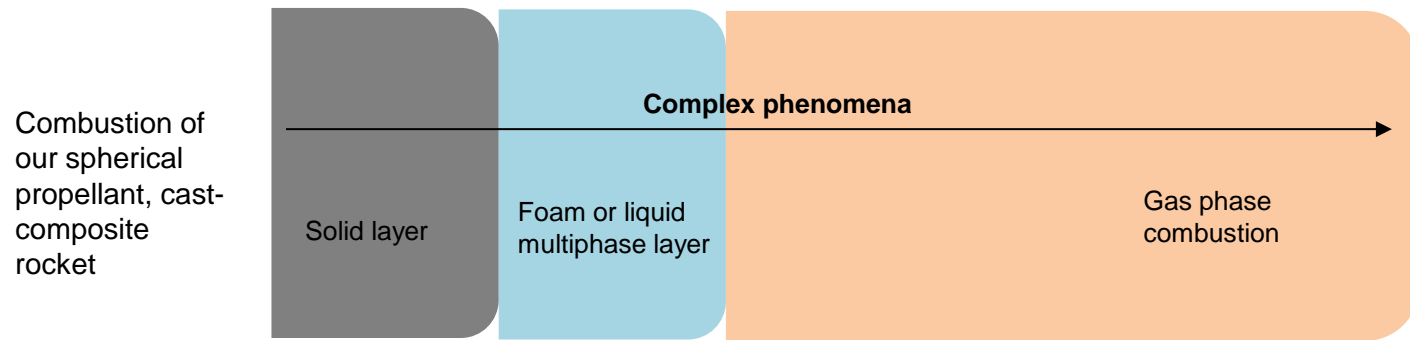 Combustion of
our spherical
propellant, cast-
composite
rocket
Complex phenomena
Solid layer
Foam or liquid
multiphase layer
Gas phase
combustion